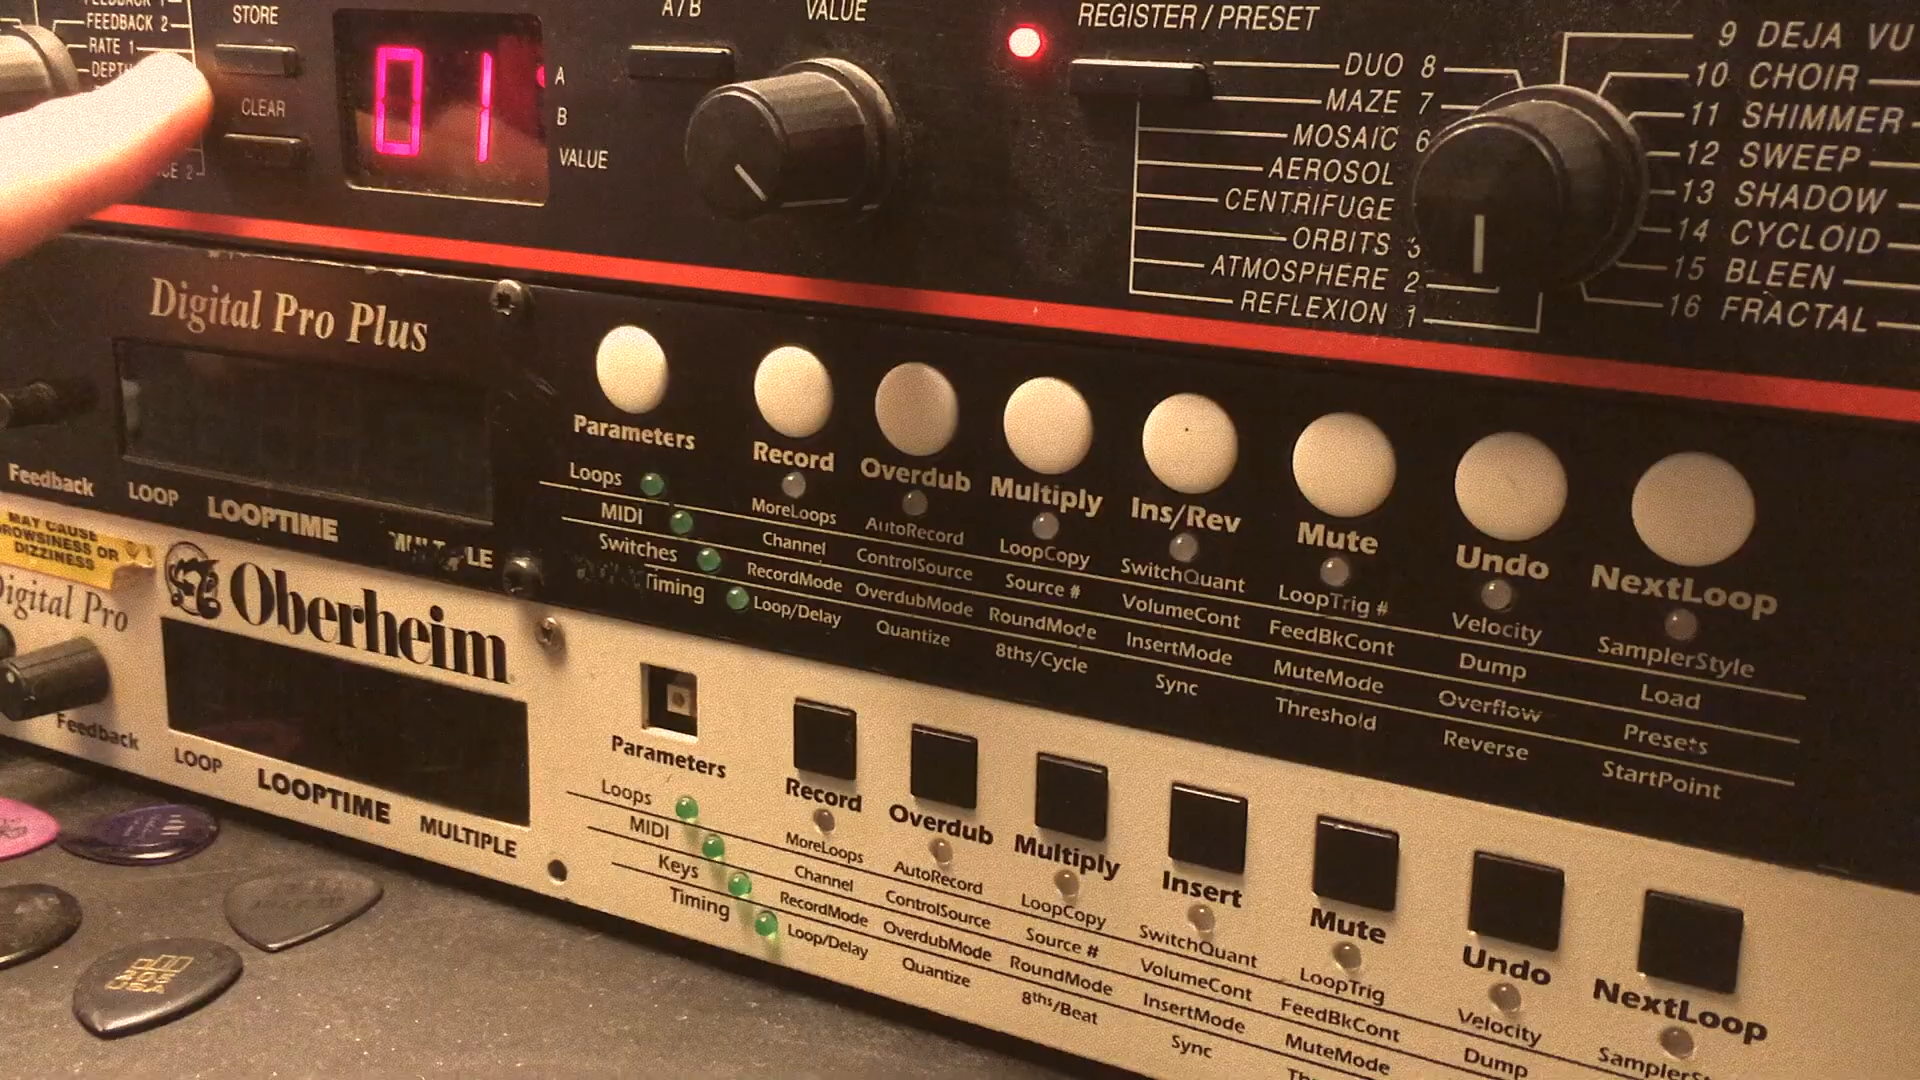 FEEDBACK 2
RATE 1
STORE
CLEAR
01
A
B
VALUE
A/B
VALUE
REGISTER / PRESET
DUO 8
MAZE 7
MOSAIC 6
AEROSOL
CENTRIFUGE
ORBITS 3
ATMOSPHERE 2
REFLEXION 1
9 DEJA VU
10 CHOIR
11 SHIMMER
12 SWEEP
13 SHADOW
14 CYCLOID
15 BLEEN
16 FRACTAL
Digital Pro Plus
Feedback
LOOP
LOOPTIME
Parameters
Record
Overdub
Multiply
Ins/Rev
Mute
Undo
NextLoop
Loops
MoreLoops
AutoRecord
LoopCopy
SwitchQuant
LoopTrig #
Velocity
SamplerStyle
MIDI
Channel
ControlSource
Source #
VolumeCont
FeedBkCont
Dump
Load
Switches
RecordMode
OverdubMode
RoundMode
InsertMode
MuteMode
Overflow
Presets
Timing
Loop/Delay
Quantize
8ths/Cycle
Sync
Threshold
Reverse
StartPoint
MAY CAUSE
DROWSINESS OR
DIZZINESS
Digital Pro
Oberheim
Feedback
LOOP
LOOPTIME
MULTIPLE
Parameters
Record
Overdub
Multiply
Insert
Mute
Undo
NextLoop
Loops
MoreLoops
AutoRecord
LoopCopy
SwitchQuant
LoopTrig
Velocity
MIDI
Channel
ControlSource
Source #
VolumeCont
FeedBkCont
Dump
Keys
RecordMode
OverdubMode
RoundMode
InsertMode
MuteMode
Timing
Loop/Delay
Quantize
8ths/Beat
Sync
USA